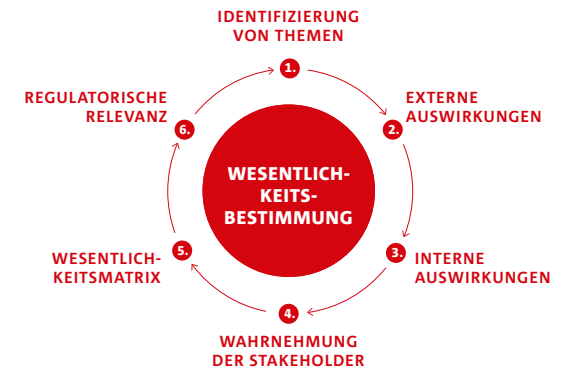 IDENTIFIZIERUNG
VON THEMEN
1.
EXTERNE
AUSWIRKUNGEN
2.
INTERNE
AUSWIRKUNGEN
3.
WAHRNEHMUNG
DER STAKEHOLDER
4.
WESENTLICH-
KEITSMATRIX
5.
REGULATORISCHE
RELEVANZ
6.
WESENTLICH-
KEITS-
BESTIMMUNG